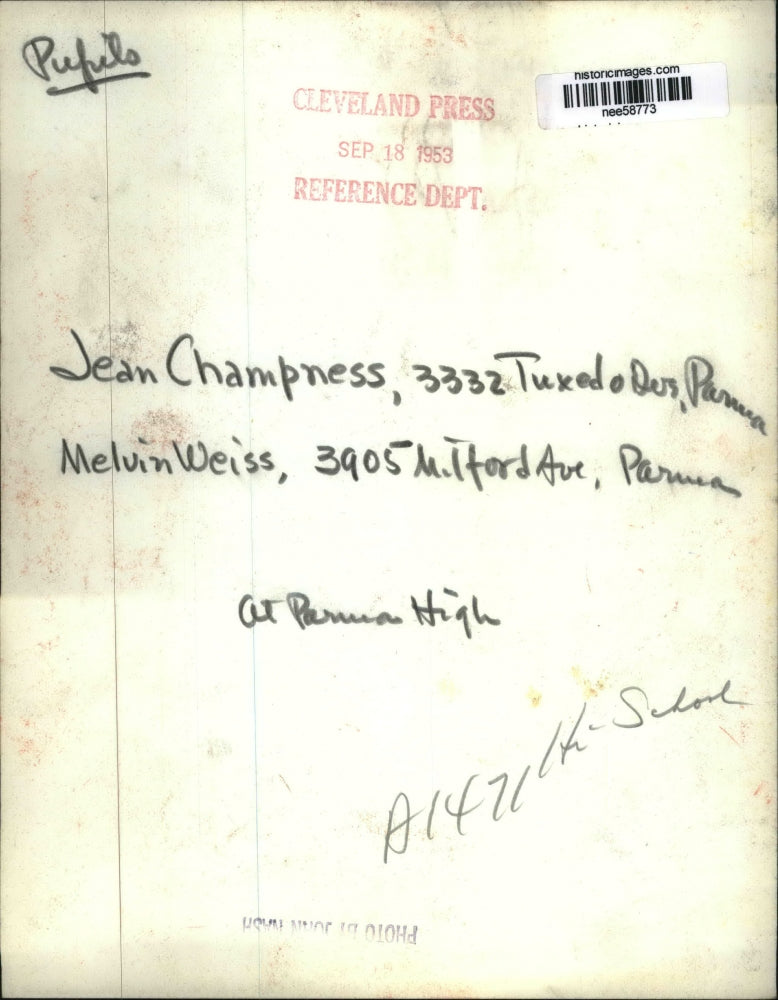 Pupils
historicimages.com
nee58773
CLEVELAND PRESS
SEP 18 1953
REFERENCE DEPT.
Jean Champness, 3332 Tuxedo Ave, Parma
Melvin Weiss, 3905 Milford Ave, Parma
At Parma High
A1471 Hi-School
PHOTO BY JOHN NASH